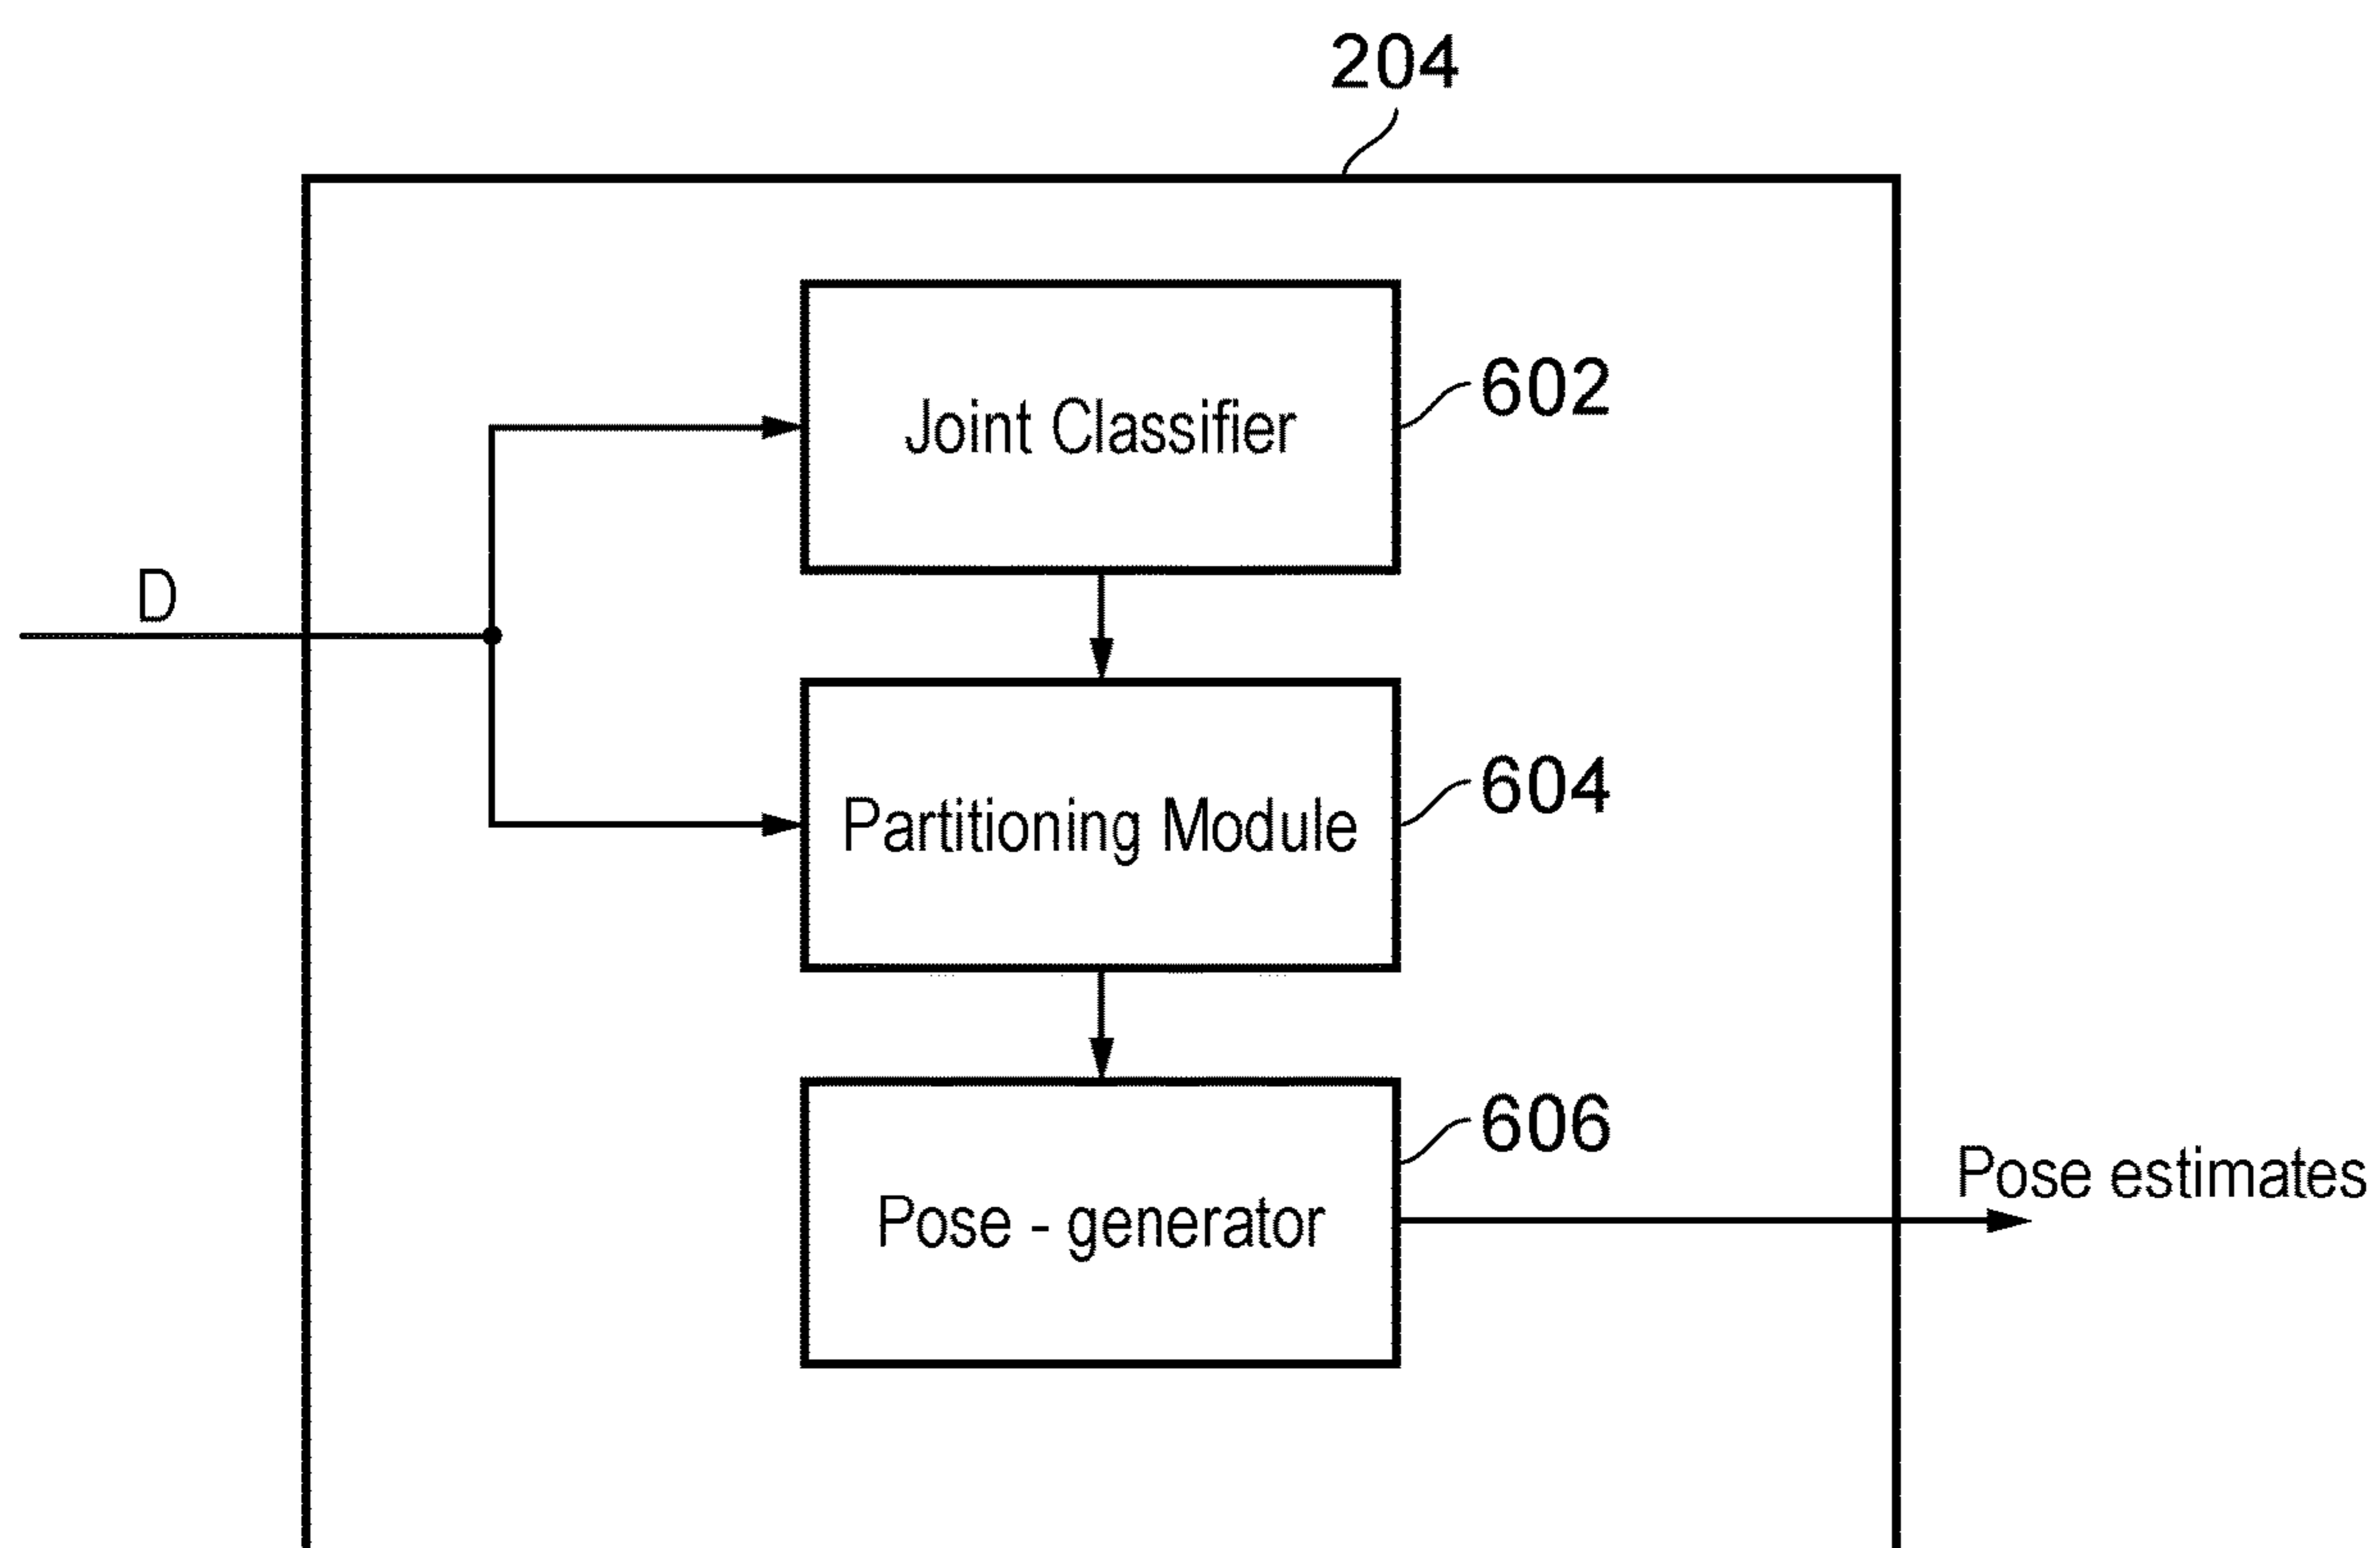 204
Joint Classifier
602
D
Partitioning Module
604
Pose - generator
606
Pose estimates